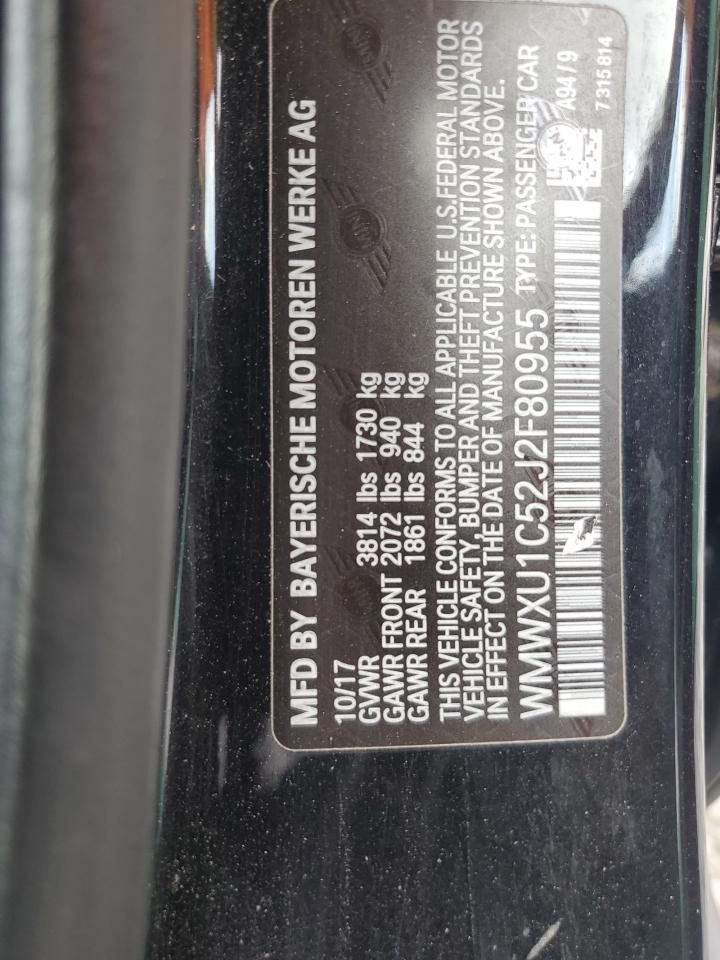 MFD BY BAYERISCHE MOTOREN WERKE AG
10/17
GVWR 3814 lbs 1730 kg
GAWR FRONT 2072 lbs 940 kg
GAWR REAR 1861 lbs 844 kg
THIS VEHICLE CONFORMS TO ALL APPLICABLE U.S.FEDERAL MOTOR
VEHICLE SAFETY, BUMPER AND THEFT PREVENTION STANDARDS
IN EFFECT ON THE DATE OF MANUFACTURE SHOWN ABOVE.
WMWXU1C52J2F80955 TYPE: PASSENGER CAR
A94/9
7315814